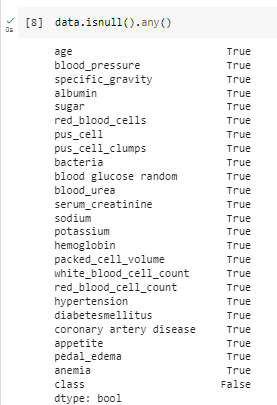 [8] data.isnull().any()
0s
age True
blood_pressure True
specific_gravity True
albumin True
sugar True
red_blood_cells True
pus_cell True
pus_cell_clumps True
bacteria True
blood glucose random True
blood_urea True
serum_creatinine True
sodium True
potassium True
hemoglobin True
packed_cell_volume True
white_blood_cell_count True
red_blood_cell_count True
hypertension True
diabetesmellitus True
coronary artery disease True
appetite True
pedal_edema True
anemia True
class False
dtype: bool